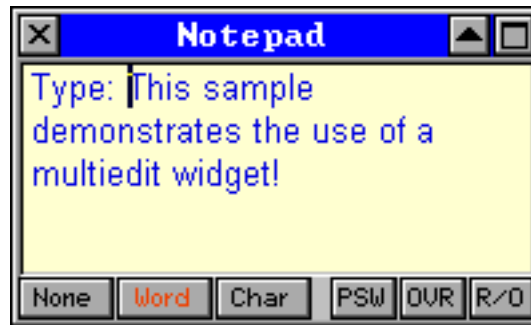 Notepad
Type: This sample
demonstrates the use of a
multiedit widget!
None Word Char PSW OVR R/O